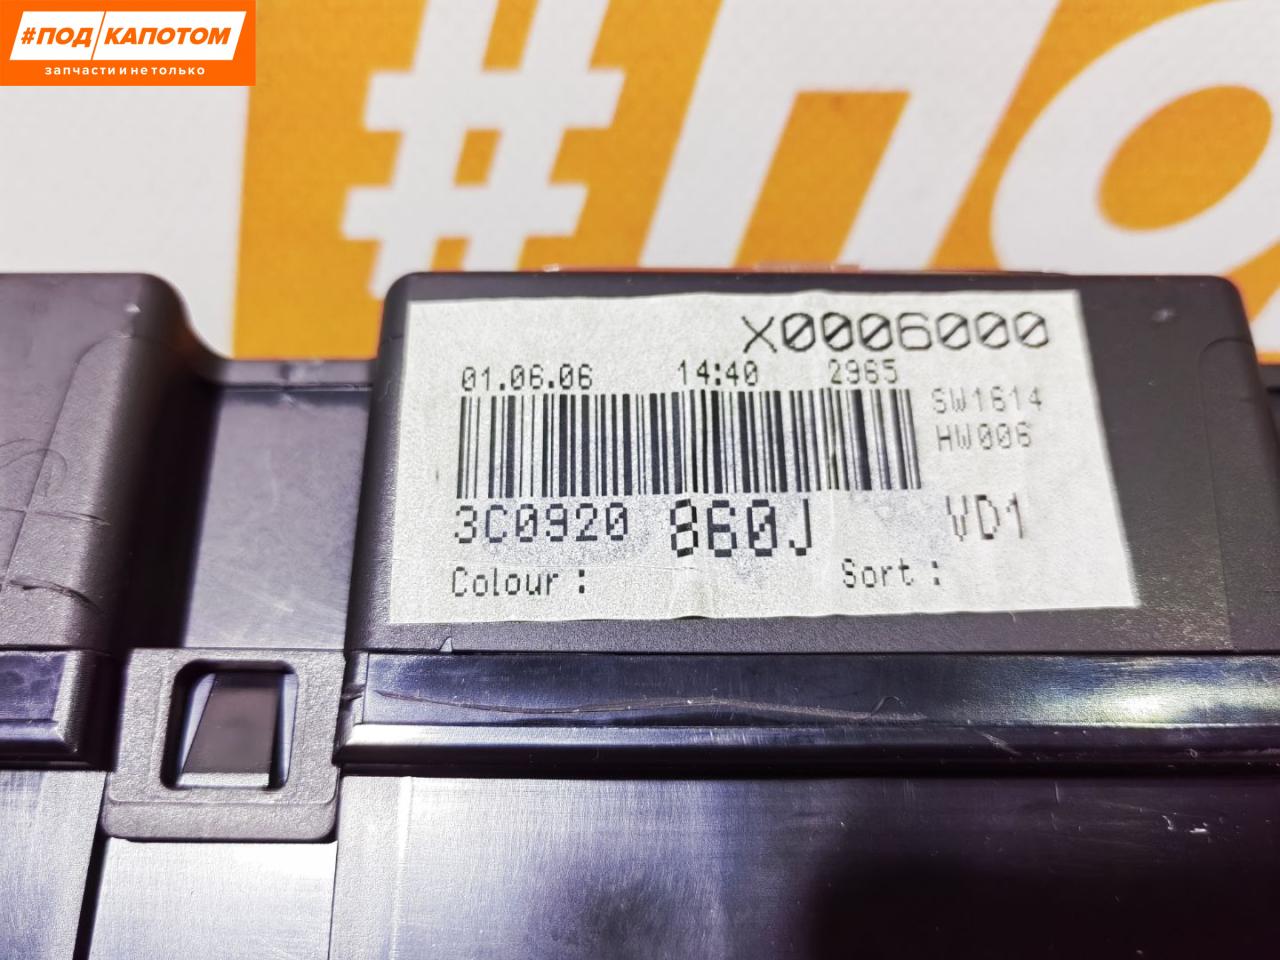 #ПОД/КАПОТОМ
запчасти и не только
#по
X0006000
01.06.06 14:40 2965
SW1614
HW006
3C0920 860J VD1
Colour : Sort :